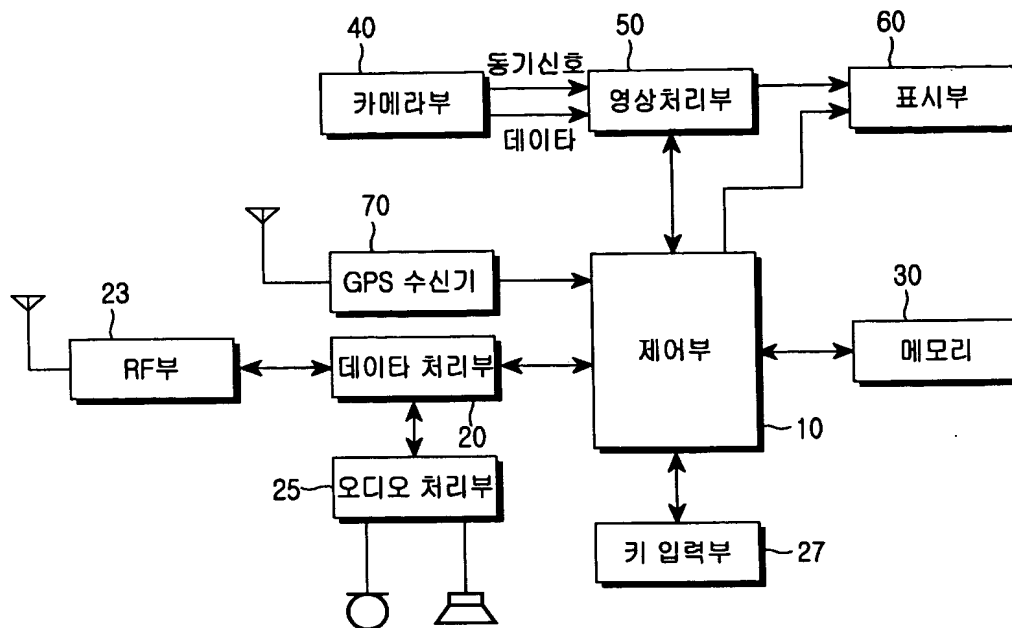 40
50
60
동기신호
카메라부
영상처리부
표시부
데이타
70
GPS 수신기
23
30
RF부
데이타 처리부
제어부
메모리
20
10
25
오디오 처리부
키 입력부
27